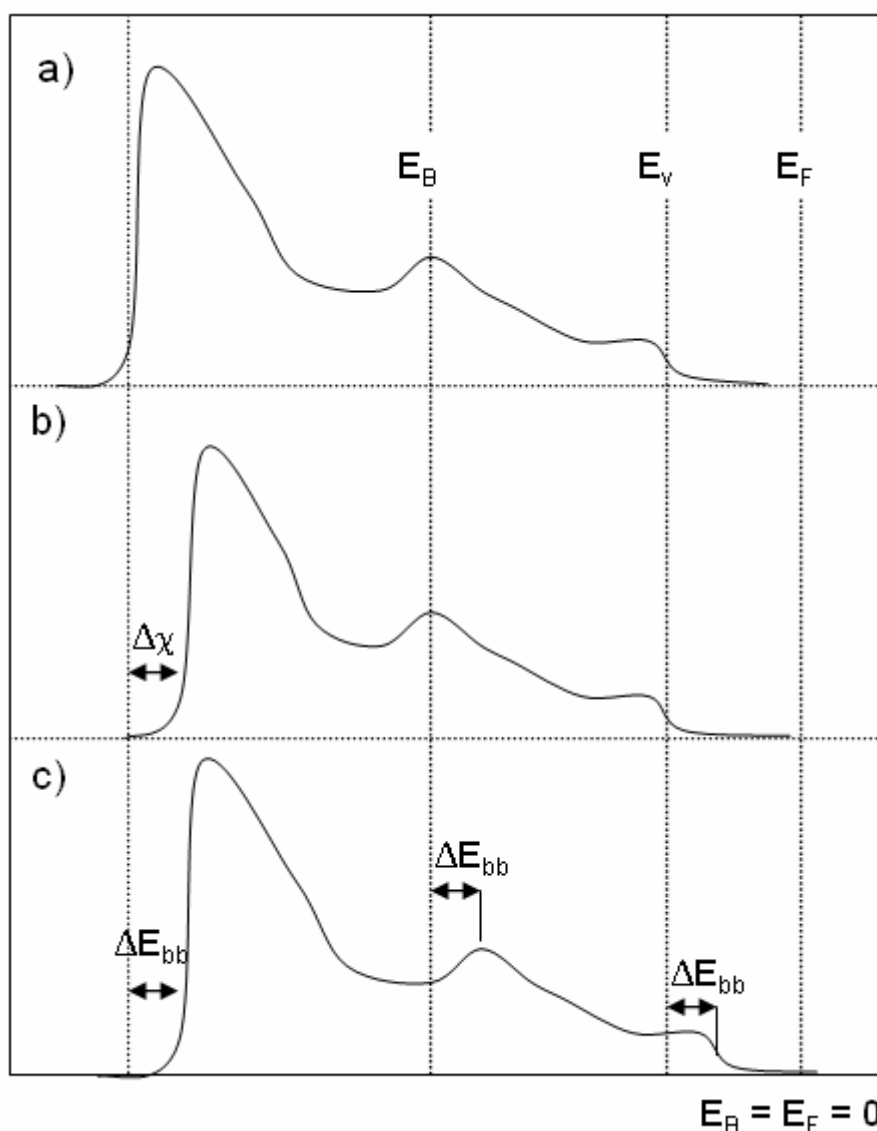 a)
E_B E_v E_F
b)
Δχ
c)
ΔE_bb
ΔE_bb
ΔE_bb
E_B = E_F = 0